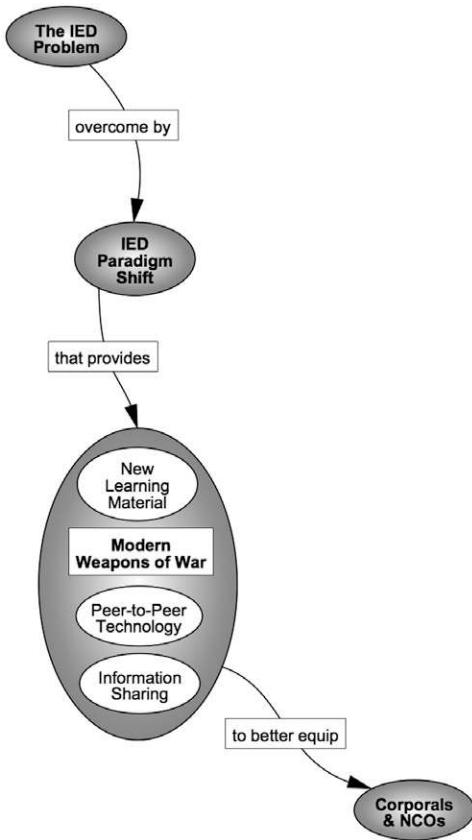 The IED
Problem
overcome by
IED
Paradigm
Shift
that provides
New
Learning
Material
Modern
Weapons of War
Peer-to-Peer
Technology
Information
Sharing
to better equip
Corporals
& NCOs